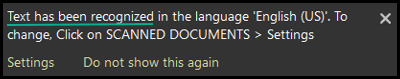 Text has been recognized in the language 'English (US)'. To
change, Click on SCANNED DOCUMENTS > Settings
Settings Do not show this again